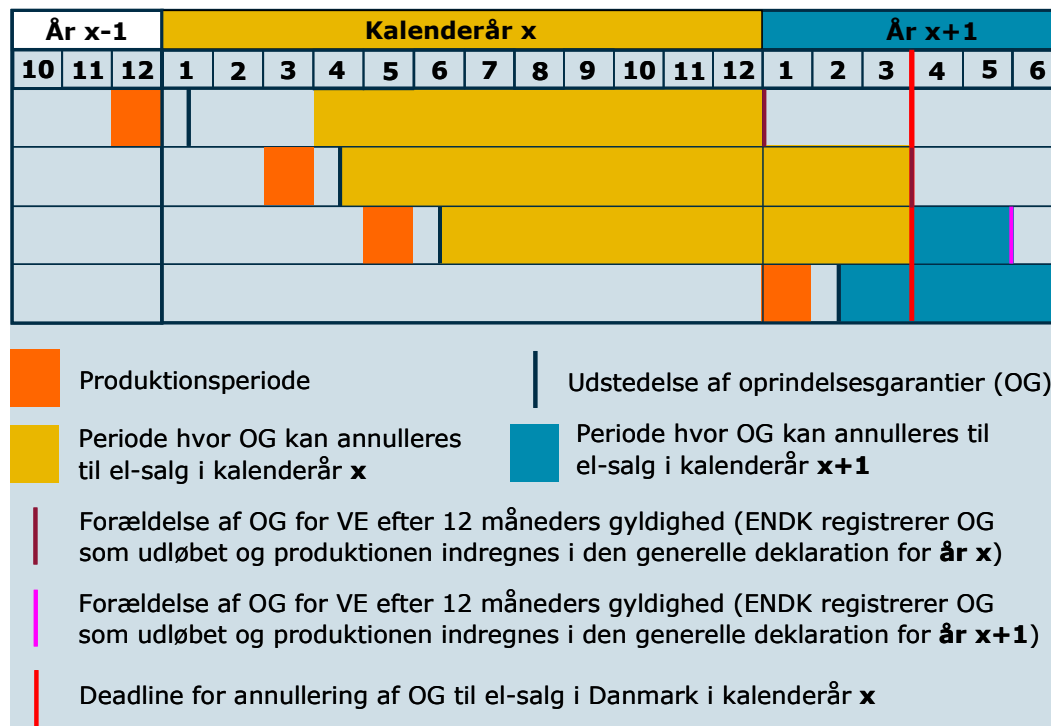 År x-1 Kalenderår x År x+1
10 11 12 1 2 3 4 5 6 7 8 9 10 11 12 1 2 3 4 5 6
Produktionsperiode
Udstedelse af oprindelsesgarantier (OG)
Periode hvor OG kan annulleres
til el-salg i kalenderår x
Periode hvor OG kan annulleres til
el-salg i kalenderår x+1
Forældelse af OG for VE efter 12 måneders gyldighed (ENDK registrerer OG
som udløbet og produktionen indregnes i den generelle deklaration for år x)
Forældelse af OG for VE efter 12 måneders gyldighed (ENDK registrerer OG
som udløbet og produktionen indregnes i den generelle deklaration for år x+1)
Deadline for annullering af OG til el-salg i Danmark i kalenderår x